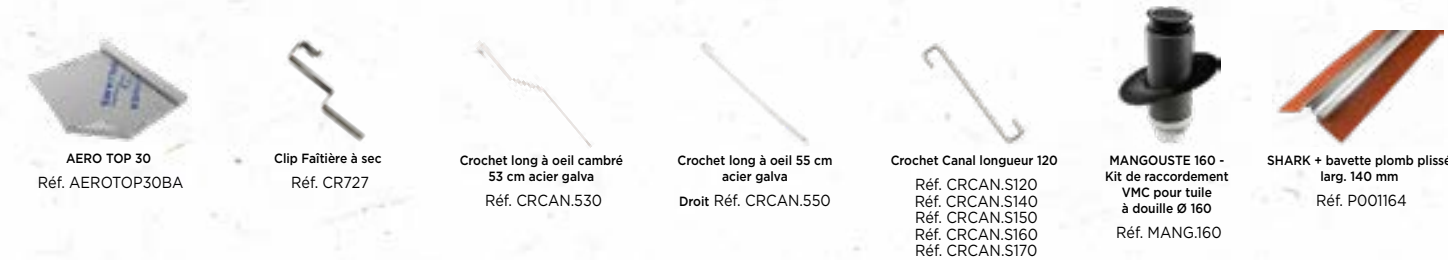 AERO TOP 30
Réf. AEROTOP30BA
Clip Faîtière à sec
Réf. CR727
Crochet long à oeil cambré
53 cm acier galva
Réf. CRCAN.530
Crochet long à oeil 55 cm
acier galva
Droit Réf. CRCAN.550
Crochet Canal longueur 120
Réf. CRCAN.S120
Réf. CRCAN.S140
Réf. CRCAN.S150
Réf. CRCAN.S160
Réf. CRCAN.S170
MANGOUSTE 160 -
Kit de raccordement
VMC pour tuile
à douille Ø 160
Réf. MANG.160
SHARK + bavette plomb plissé
larg. 140 mm
Réf. P001164